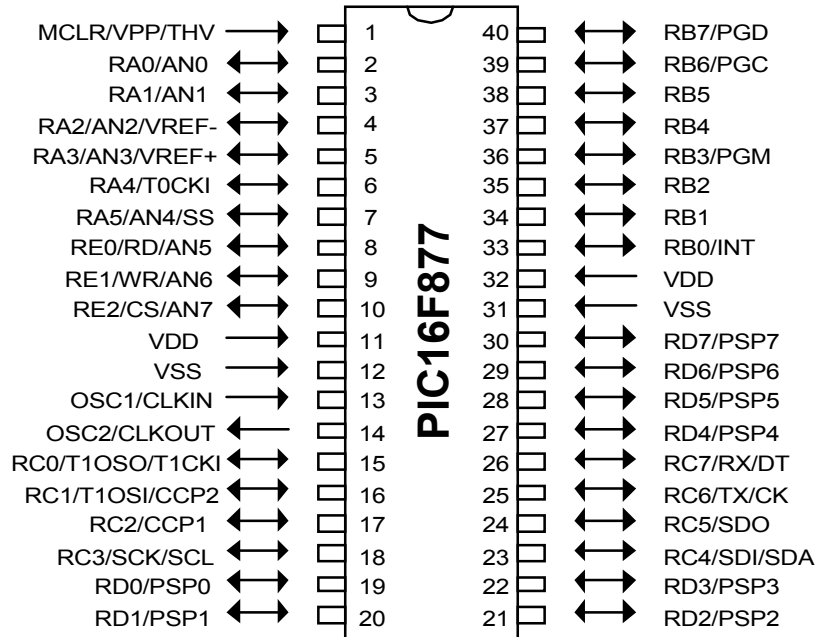 MCLR/VPP/THV 1 40 RB7/PGD
RA0/AN0 2 39 RB6/PGC
RA1/AN1 3 38 RB5
RA2/AN2/VREF- 4 37 RB4
RA3/AN3/VREF+ 5 36 RB3/PGM
RA4/T0CKI 6 35 RB2
RA5/AN4/SS 7 34 RB1
RE0/RD/AN5 8 33 RB0/INT
RE1/WR/AN6 9 32 VDD
RE2/CS/AN7 10 31 VSS
VDD 11 30 RD7/PSP7
VSS 12 29 RD6/PSP6
OSC1/CLKIN 13 28 RD5/PSP5
OSC2/CLKOUT 14 27 RD4/PSP4
RC0/T1OSO/T1CKI 15 26 RC7/RX/DT
RC1/T1OSI/CCP2 16 25 RC6/TX/CK
RC2/CCP1 17 24 RC5/SDO
RC3/SCK/SCL 18 23 RC4/SDI/SDA
RD0/PSP0 19 22 RD3/PSP3
RD1/PSP1 20 21 RD2/PSP2
PIC16F877